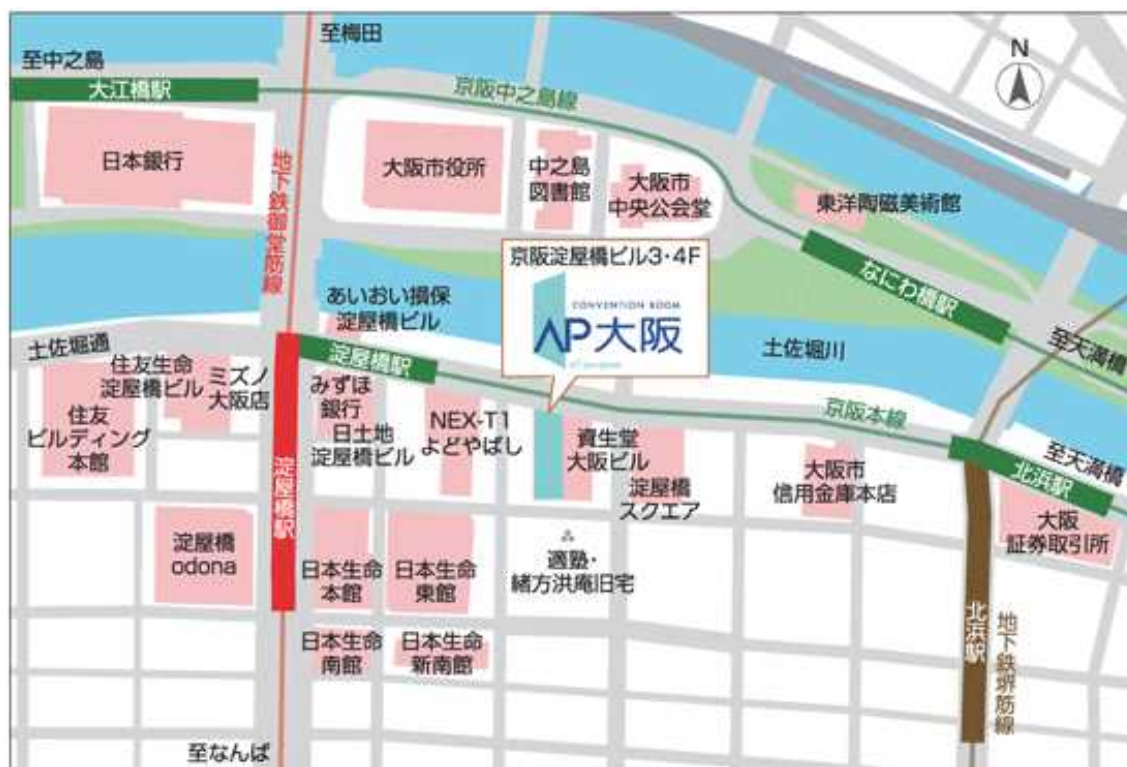 至中之島
至梅田
N
大江橋駅
京阪中之島線
日本銀行
地下鉄御堂筋線
大阪市役所
中之島
図書館
大阪市
中央公会堂
東洋陶磁美術館
京阪淀屋橋ビル3・4F
CONVENTION ROOM
AP大阪
なにわ橋駅
至天満橋
あいおい損保
淀屋橋ビル
土佐堀通
土佐堀川
淀屋橋駅
京阪本線
住友生命
淀屋橋ビル
ミズノ
大阪店
住友
ビルディング
本館
みずほ
銀行
日土地
淀屋橋ビル
NEX-T1
よどやばし
資生堂
大阪ビル
淀屋橋
スクエア
大阪市
信用金庫本店
至天満橋
北浜駅
大阪
証券取引所
淀屋橋駅
淀屋橋
odona
日本生命
本館
日本生命
東館
適塾・
緒方洪庵旧宅
日本生命
南館
日本生命
新南館
北浜駅
地下鉄堺筋線
至なんば